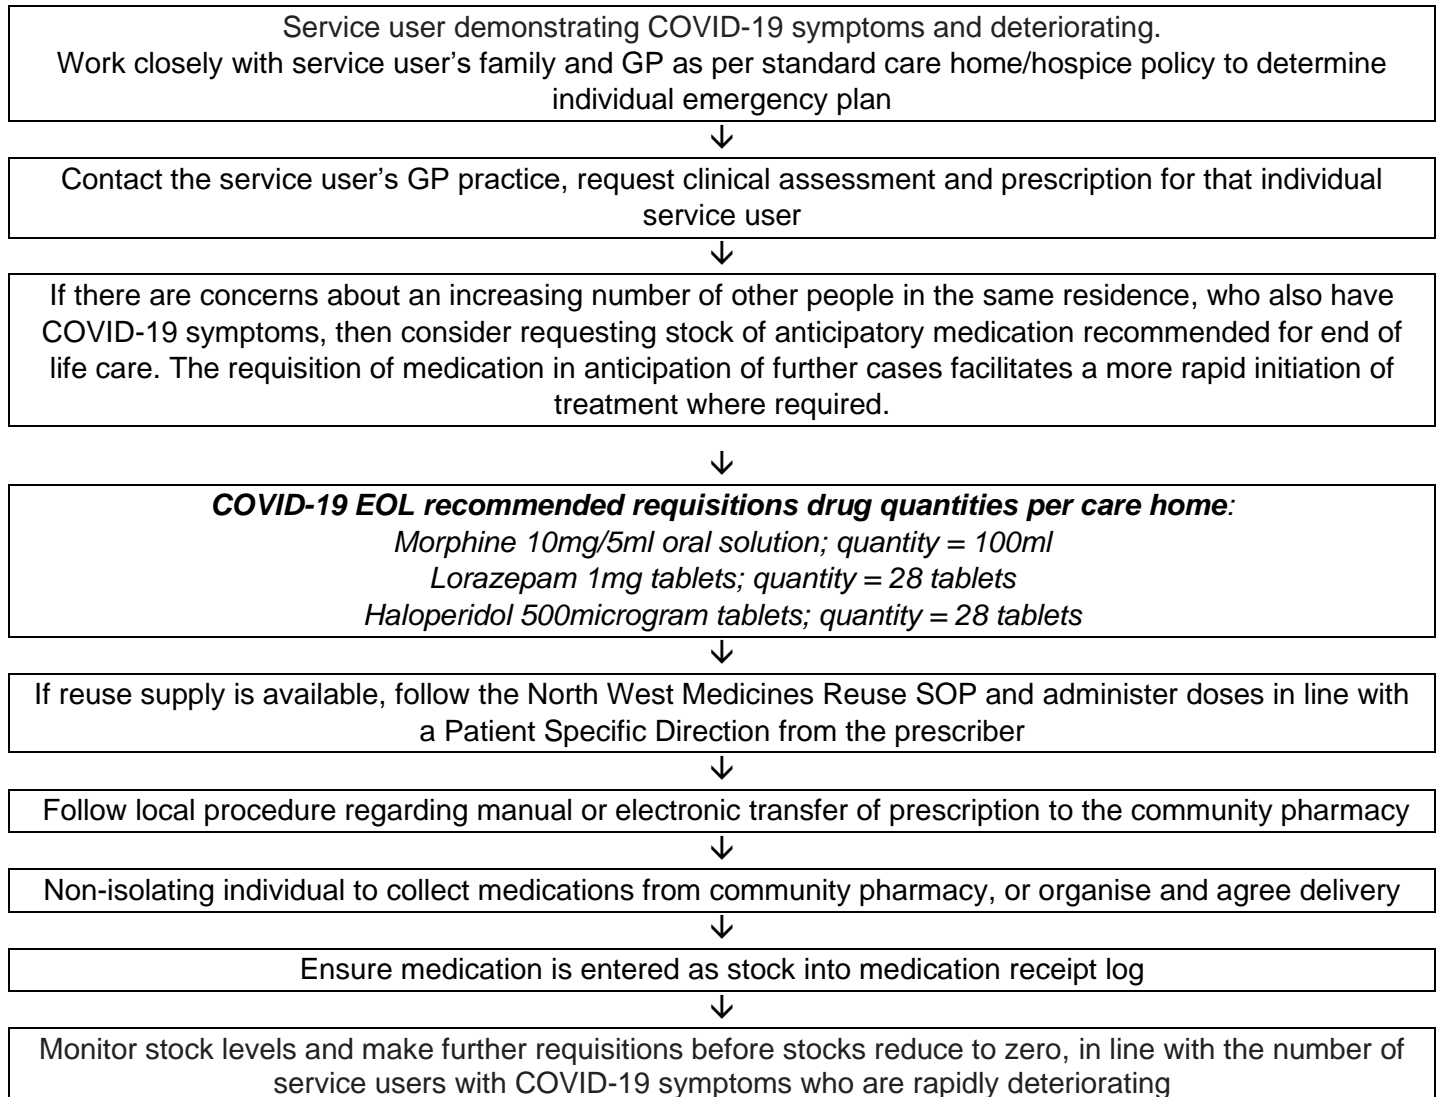 Service user demonstrating COVID-19 symptoms and deteriorating.
Work closely with service user's family and GP as per standard care home/hospice policy to determine
individual emergency plan
↓
Contact the service user's GP practice, request clinical assessment and prescription for that individual
service user
↓
If there are concerns about an increasing number of other people in the same residence, who also have
COVID-19 symptoms, then consider requesting stock of anticipatory medication recommended for end of
life care. The requisition of medication in anticipation of further cases facilitates a more rapid initiation of
treatment where required.
↓
COVID-19 EOL recommended requisitions drug quantities per care home:
Morphine 10mg/5ml oral solution; quantity = 100ml
Lorazepam 1mg tablets; quantity = 28 tablets
Haloperidol 500microgram tablets; quantity = 28 tablets
↓
If reuse supply is available, follow the North West Medicines Reuse SOP and administer doses in line with
a Patient Specific Direction from the prescriber
↓
Follow local procedure regarding manual or electronic transfer of prescription to the community pharmacy
↓
Non-isolating individual to collect medications from community pharmacy, or organise and agree delivery
↓
Ensure medication is entered as stock into medication receipt log
↓
Monitor stock levels and make further requisitions before stocks reduce to zero, in line with the number of
service users with COVID-19 symptoms who are rapidly deteriorating